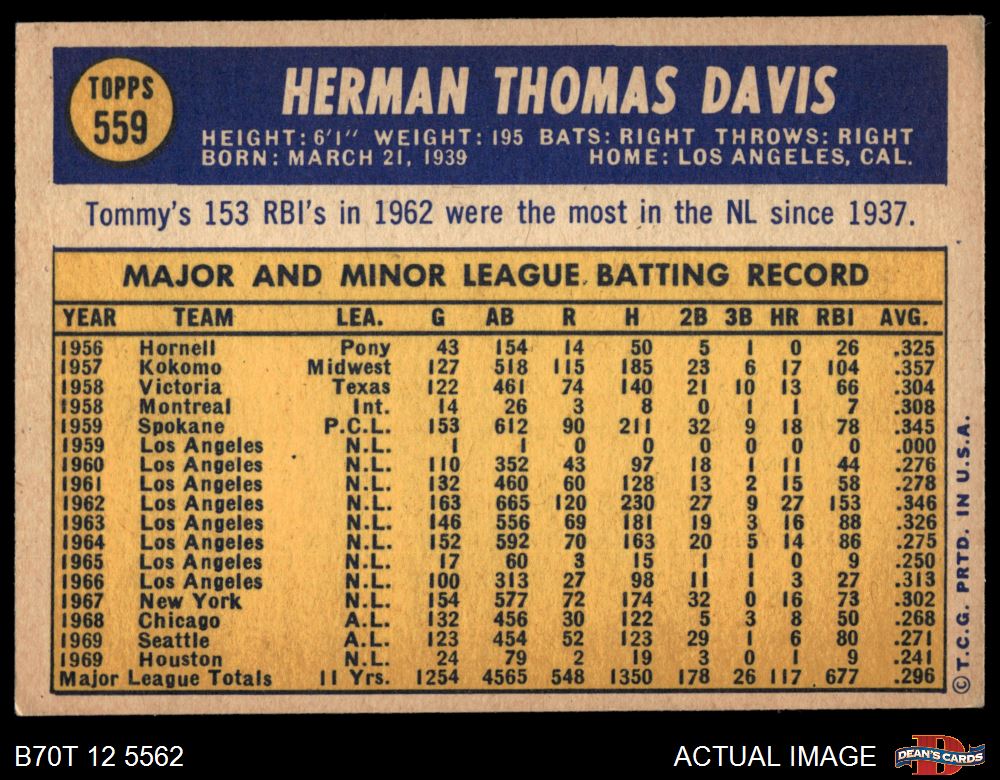 TOPPS
559
HERMAN THOMAS DAVIS
HEIGHT: 6'1" WEIGHT: 195 BATS: RIGHT THROWS: RIGHT
BORN: MARCH 21, 1939 HOME: LOS ANGELES, CAL.
Tommy's 153 RBI's in 1962 were the most in the NL since 1937.
MAJOR AND MINOR LEAGUE BATTING RECORD
YEAR TEAM LEA. G AB R H 2B 3B HR RBI AVG.
1956 Hornell Pony 43 154 14 50 5 1 0 26 .325
1957 Kokomo Midwest 127 518 115 185 23 6 17 104 .357
1958 Victoria Texas 122 461 74 140 21 10 13 66 .304
1958 Montreal Int. 14 26 3 8 0 1 1 7 .308
1959 Spokane P.C.L. 153 612 90 211 32 9 18 78 .345
1959 Los Angeles N.L. 1 1 0 0 0 0 0 0 .000
1960 Los Angeles N.L. 110 352 43 97 18 1 11 44 .276
1961 Los Angeles N.L. 132 460 60 128 13 2 15 58 .278
1962 Los Angeles N.L. 163 665 120 230 27 9 27 153 .346
1963 Los Angeles N.L. 146 556 69 181 19 3 16 88 .326
1964 Los Angeles N.L. 152 592 70 163 20 5 14 86 .275
1965 Los Angeles N.L. 17 60 3 15 1 1 0 9 .250
1966 Los Angeles N.L. 100 313 27 98 11 1 3 27 .313
1967 New York N.L. 154 577 72 174 32 0 16 73 .302
1968 Chicago A.L. 132 456 30 122 5 3 8 50 .268
1969 Seattle A.L. 123 454 52 123 29 1 6 80 .271
1969 Houston N.L. 24 79 2 19 3 0 1 9 .241
Major League Totals 11 Yrs. 1254 4565 548 1350 178 26 117 677 .296
© T.C.G. PRTD. IN U.S.A.
B70T 12 5562
ACTUAL IMAGE
D
DEAN'S CARDS